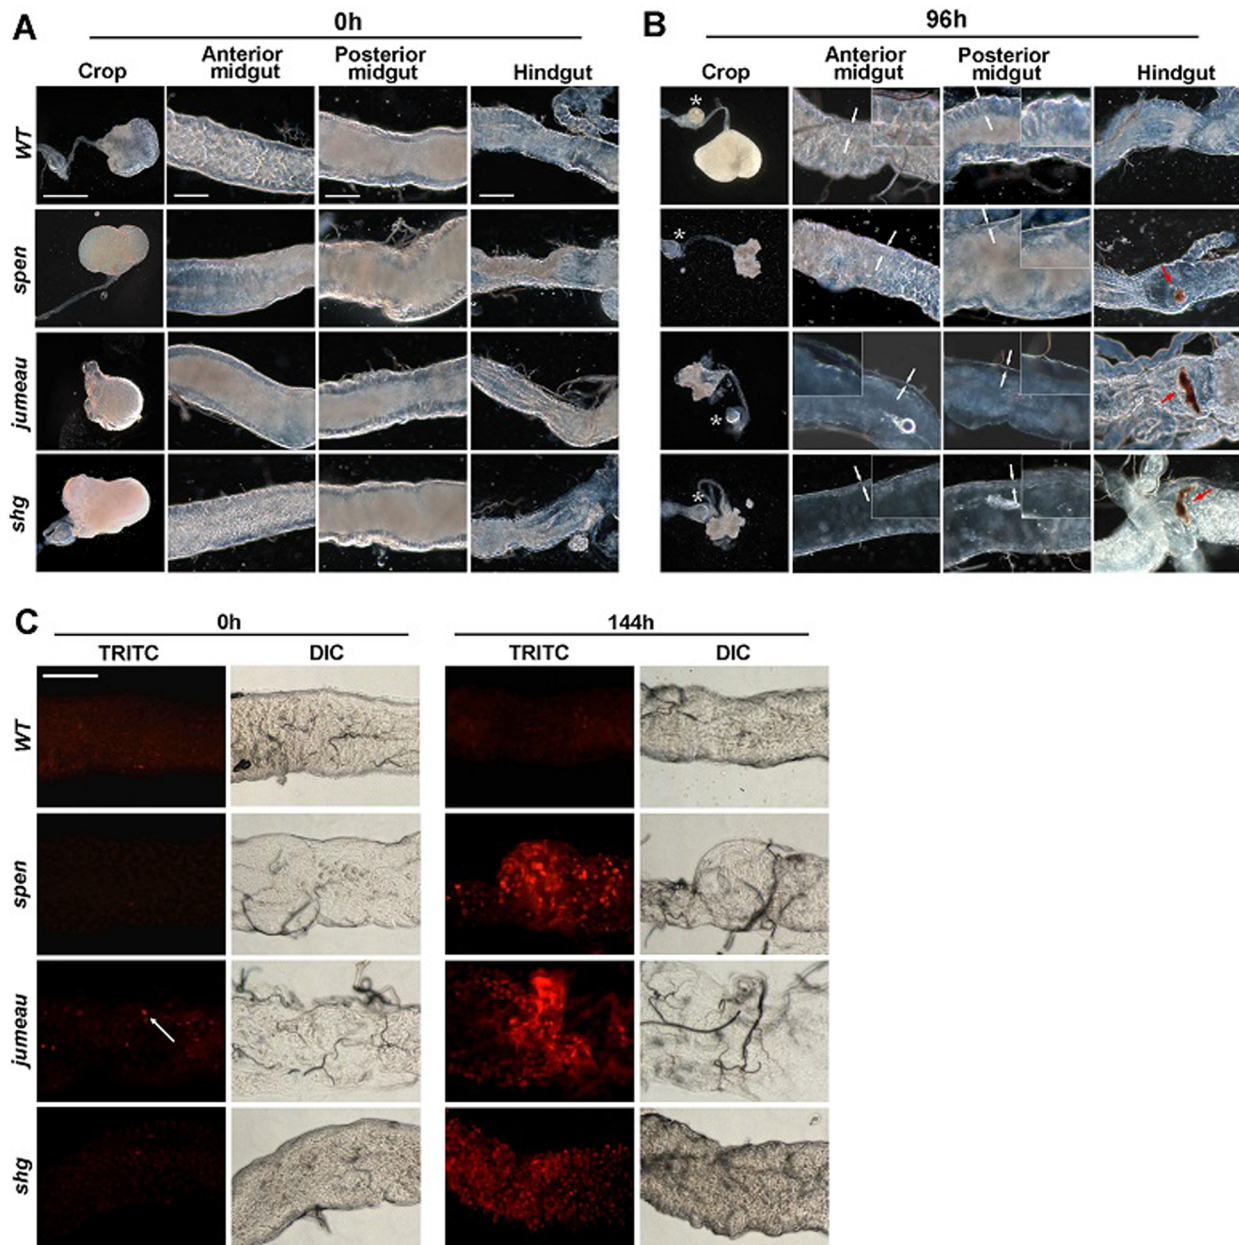 A
0h
Crop
Anterior midgut
Posterior midgut
Hindgut
WT
spen
jumeau
shg
B
96h
Crop
Anterior midgut
Posterior midgut
Hindgut
*
*
*
*
C
0h
144h
TRITC
DIC
TRITC
DIC
WT
spen
jumeau
shg